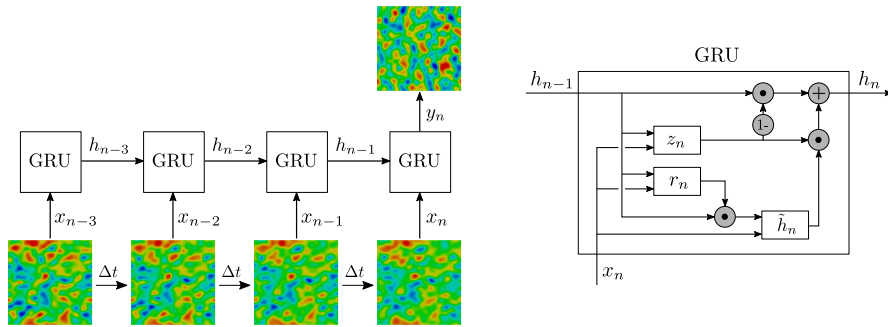 y_n
h_{n-3} h_{n-2} h_{n-1}
GRU GRU GRU GRU
x_{n-3} x_{n-2} x_{n-1} x_n
Δt Δt Δt
GRU
h_{n-1} h_n
+
1-
z_n
r_n
h̃_n
x_n